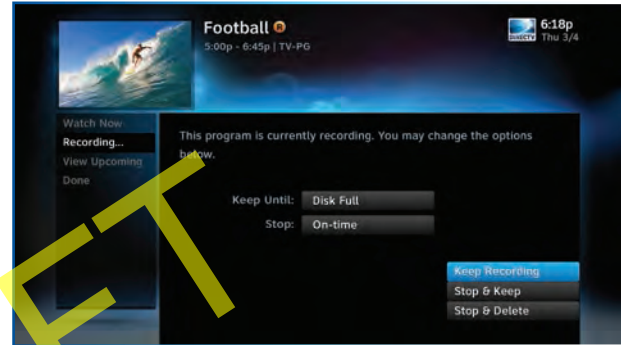 Football R
5:00p - 6:45p | TV-PG
DIRECTV
6:18p
Thu 3/4
Watch Now
Recording...
View Upcoming
Done
This program is currently recording. You may change the options
below.
Keep Until: Disk Full
Stop: On-time
Keep Recording
Stop & Keep
Stop & Delete
FT